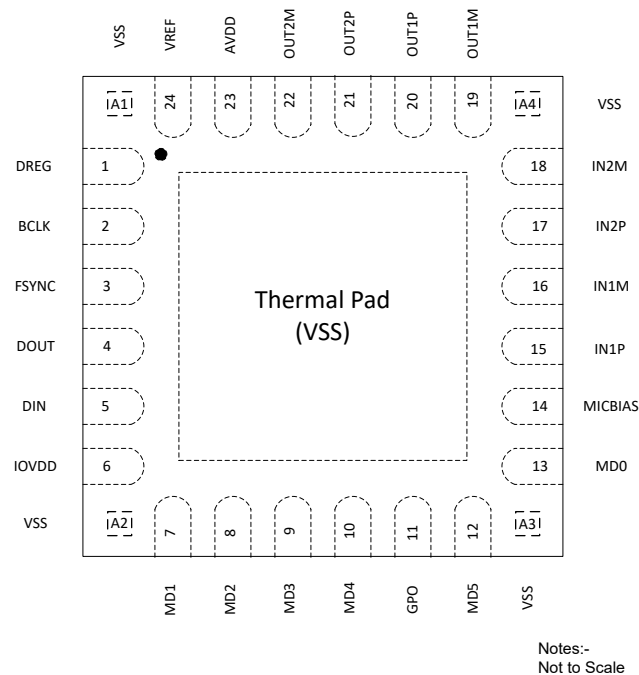 VSS
VREF
AVDD
OUT2M
OUT2P
OUT1P
OUT1M
A1
24
23
22
21
20
19
A4
VSS
DREG
1
18
IN2M
BCLK
2
17
IN2P
FSYNC
3
16
IN1M
Thermal Pad
(VSS)
DOUT
4
15
IN1P
DIN
5
14
MICBIAS
IOVDD
6
13
MD0
VSS
A2
7
8
9
10
11
12
A3
MD1
MD2
MD3
MD4
GPO
MD5
VSS
Notes:-
Not to Scale